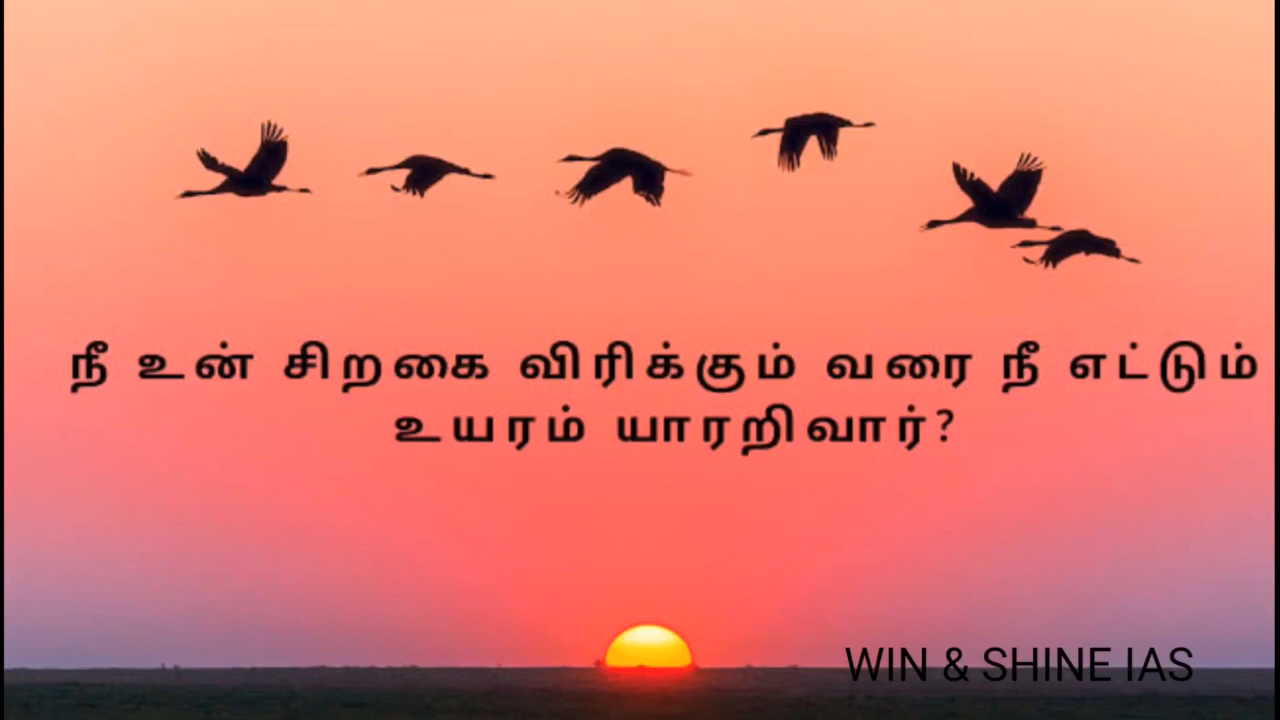 நீ உன் சிறகை விரிக்கும் வரை நீ எட்டும்
உயரம் யாரறிவார்?
WIN & SHINE IAS